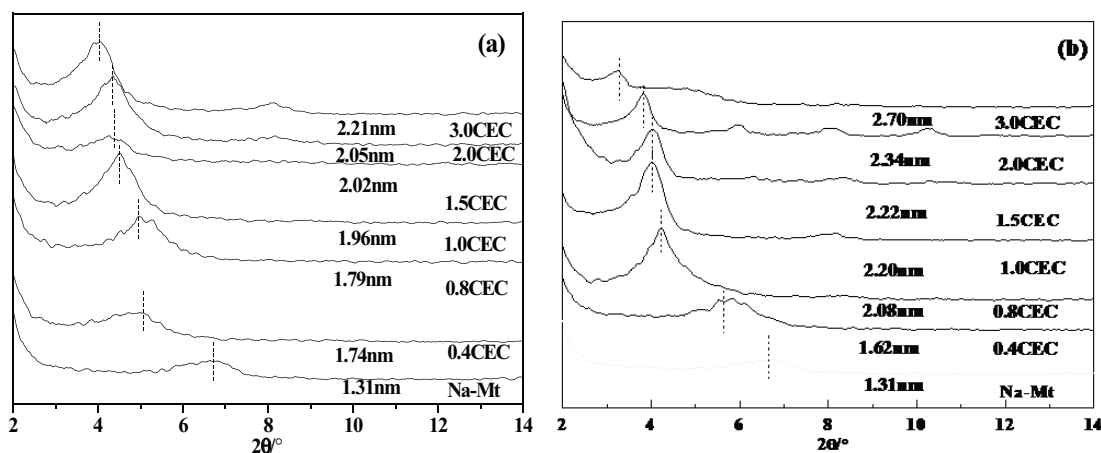 (a)
2.21nm 3.0CEC
2.05nm 2.0CEC
2.02nm
1.5CEC
1.96nm 1.0CEC
1.79nm 0.8CEC
1.74nm 0.4CEC
1.31nm Na-Mt
2 4 6 8 10 12 14
2θ/°
(b)
2.70nm 3.0CEC
2.34nm 2.0CEC
2.22nm 1.5CEC
2.20nm 1.0CEC
2.08nm 0.8CEC
1.62nm 0.4CEC
1.31nm Na-Mt
2 4 6 8 10 12 14
2θ/°